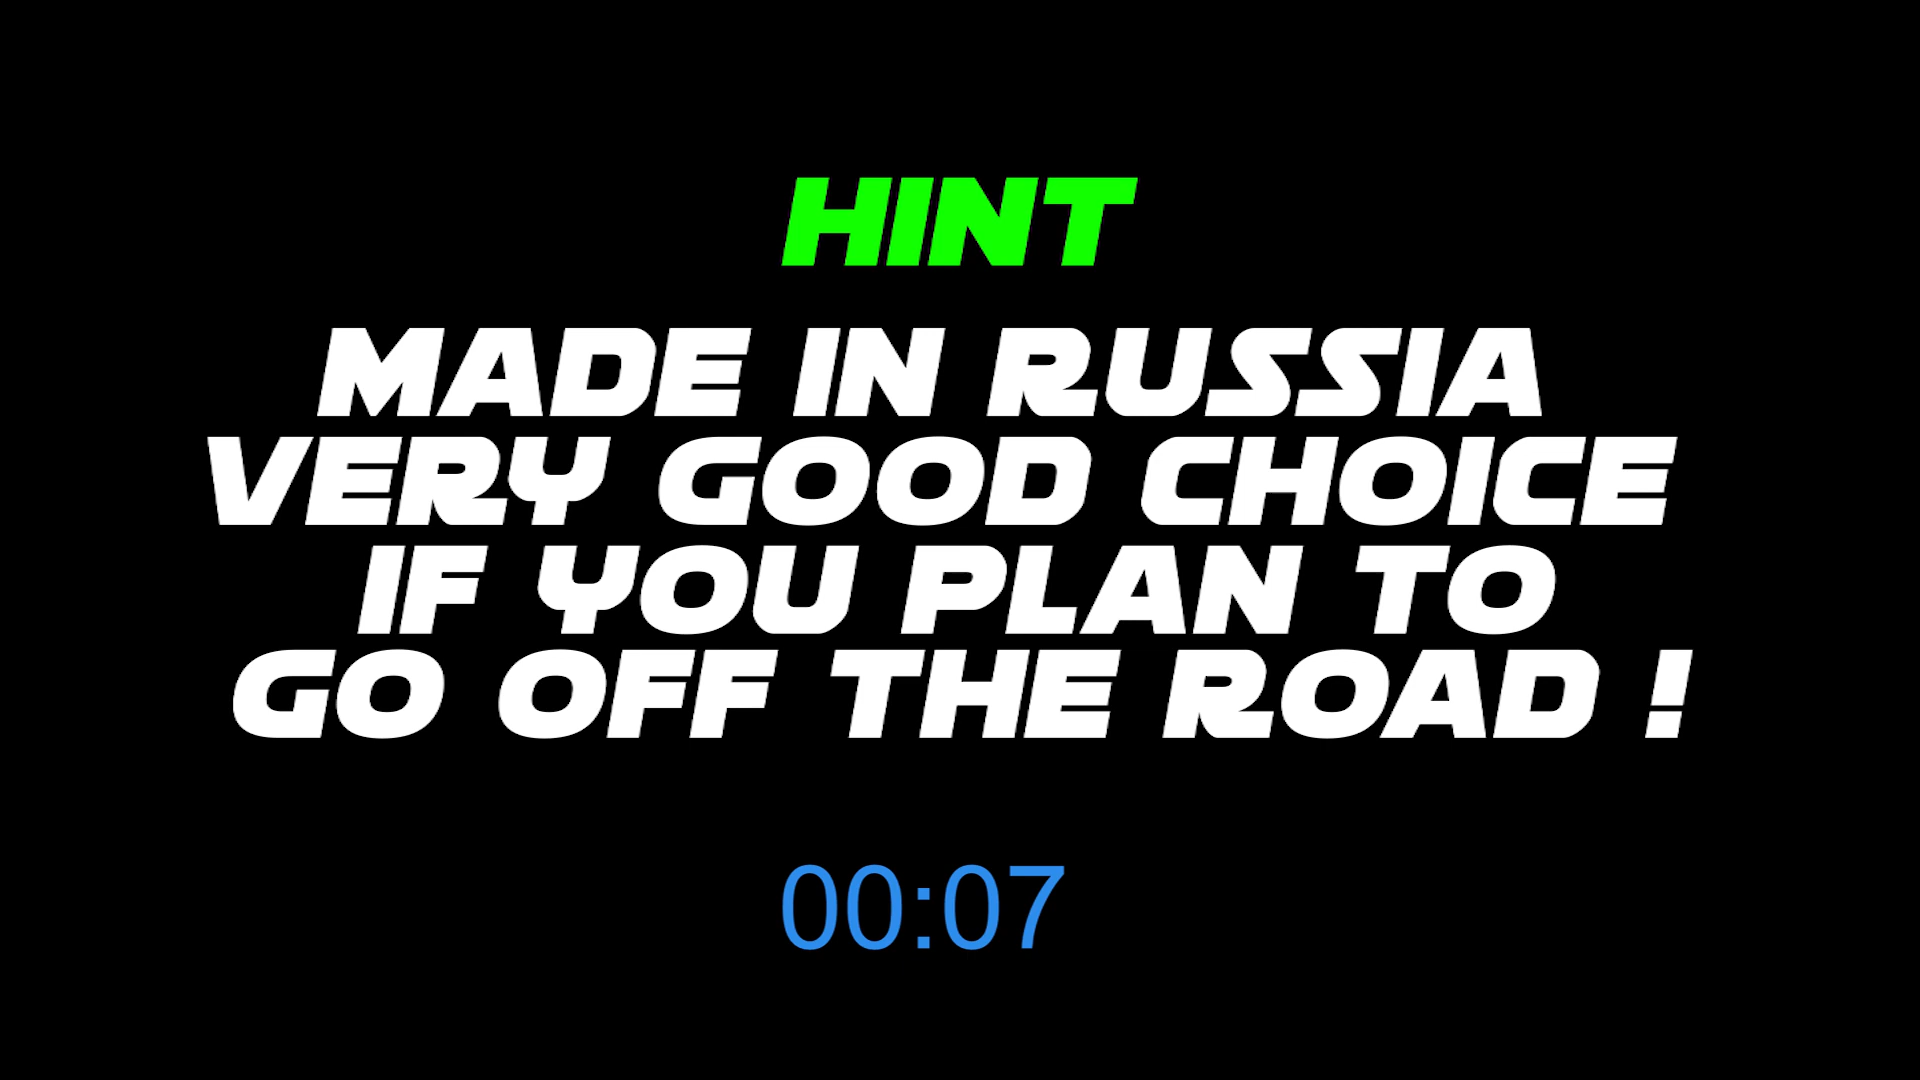 HINT
MADE IN RUSSIA
VERY GOOD CHOICE
IF YOU PLAN TO
GO OFF THE ROAD !
00:07